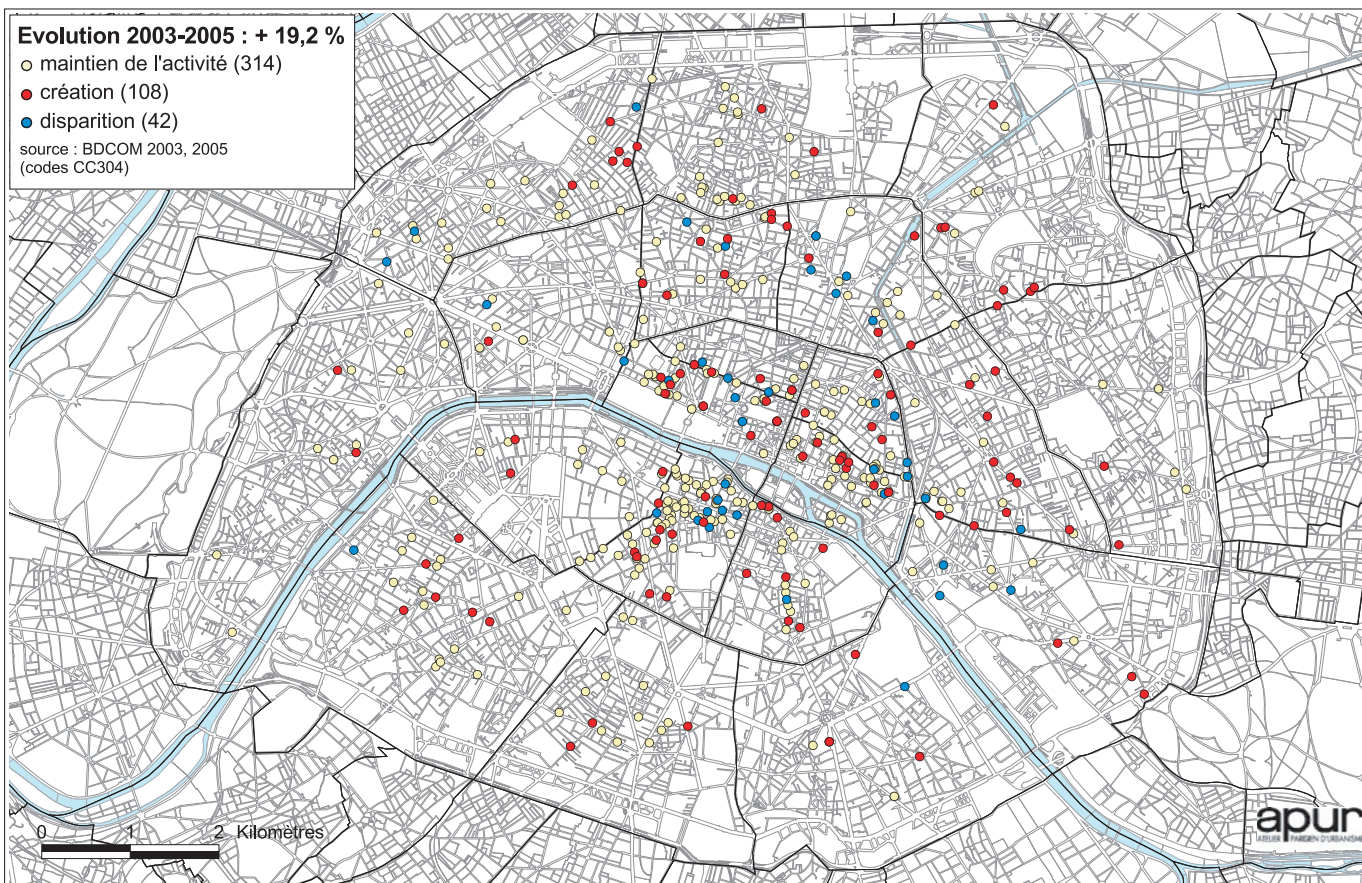 Evolution 2003-2005 : + 19,2 %
maintien de l'activité (314)
création (108)
disparition (42)
source : BDCOM 2003, 2005
(codes CC304)
0 1 2 Kilomètres
apur
ATELIER PARISIEN D'URBANISME